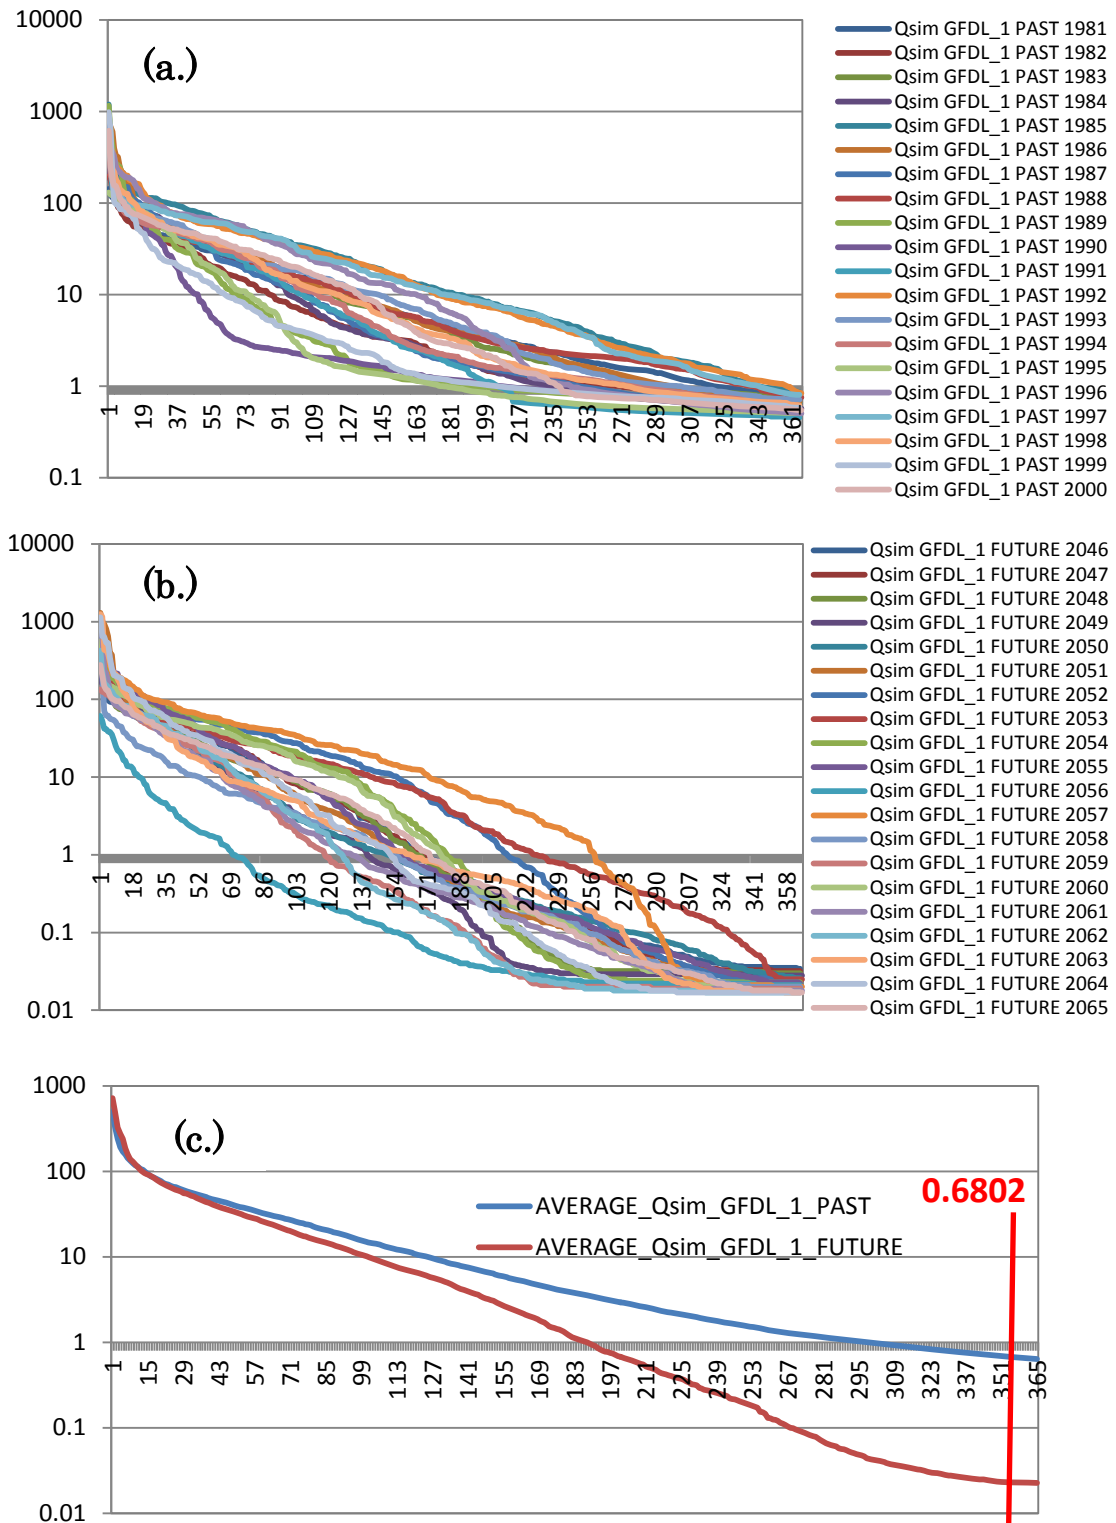 (a.)
10000
1000
100
10
1
0.1
1 19 37 55 73 91 109 127 145 163 181 199 217 235 253 271 289 307 325 343 361
Qsim GFDL_1 PAST 1981
Qsim GFDL_1 PAST 1982
Qsim GFDL_1 PAST 1983
Qsim GFDL_1 PAST 1984
Qsim GFDL_1 PAST 1985
Qsim GFDL_1 PAST 1986
Qsim GFDL_1 PAST 1987
Qsim GFDL_1 PAST 1988
Qsim GFDL_1 PAST 1989
Qsim GFDL_1 PAST 1990
Qsim GFDL_1 PAST 1991
Qsim GFDL_1 PAST 1992
Qsim GFDL_1 PAST 1993
Qsim GFDL_1 PAST 1994
Qsim GFDL_1 PAST 1995
Qsim GFDL_1 PAST 1996
Qsim GFDL_1 PAST 1997
Qsim GFDL_1 PAST 1998
Qsim GFDL_1 PAST 1999
Qsim GFDL_1 PAST 2000
(b.)
10000
1000
100
10
1
0.1
0.01
1 18 35 52 69 86 103 120 137 154 171 188 205 222 239 256 273 290 307 324 341 358
Qsim GFDL_1 FUTURE 2046
Qsim GFDL_1 FUTURE 2047
Qsim GFDL_1 FUTURE 2048
Qsim GFDL_1 FUTURE 2049
Qsim GFDL_1 FUTURE 2050
Qsim GFDL_1 FUTURE 2051
Qsim GFDL_1 FUTURE 2052
Qsim GFDL_1 FUTURE 2053
Qsim GFDL_1 FUTURE 2054
Qsim GFDL_1 FUTURE 2055
Qsim GFDL_1 FUTURE 2056
Qsim GFDL_1 FUTURE 2057
Qsim GFDL_1 FUTURE 2058
Qsim GFDL_1 FUTURE 2059
Qsim GFDL_1 FUTURE 2060
Qsim GFDL_1 FUTURE 2061
Qsim GFDL_1 FUTURE 2062
Qsim GFDL_1 FUTURE 2063
Qsim GFDL_1 FUTURE 2064
Qsim GFDL_1 FUTURE 2065
(c.)
1000
100
10
1
0.1
0.01
0.6802
AVERAGE_Qsim_GFDL_1_PAST
AVERAGE_Qsim_GFDL_1_FUTURE
1 15 29 43 57 71 85 99 113 127 141 155 169 183 197 211 225 239 253 267 281 295 309 323 337 351 365